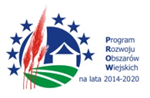 Program
Rozwoju
Obszarów
Wiejskich
na lata 2014-2020